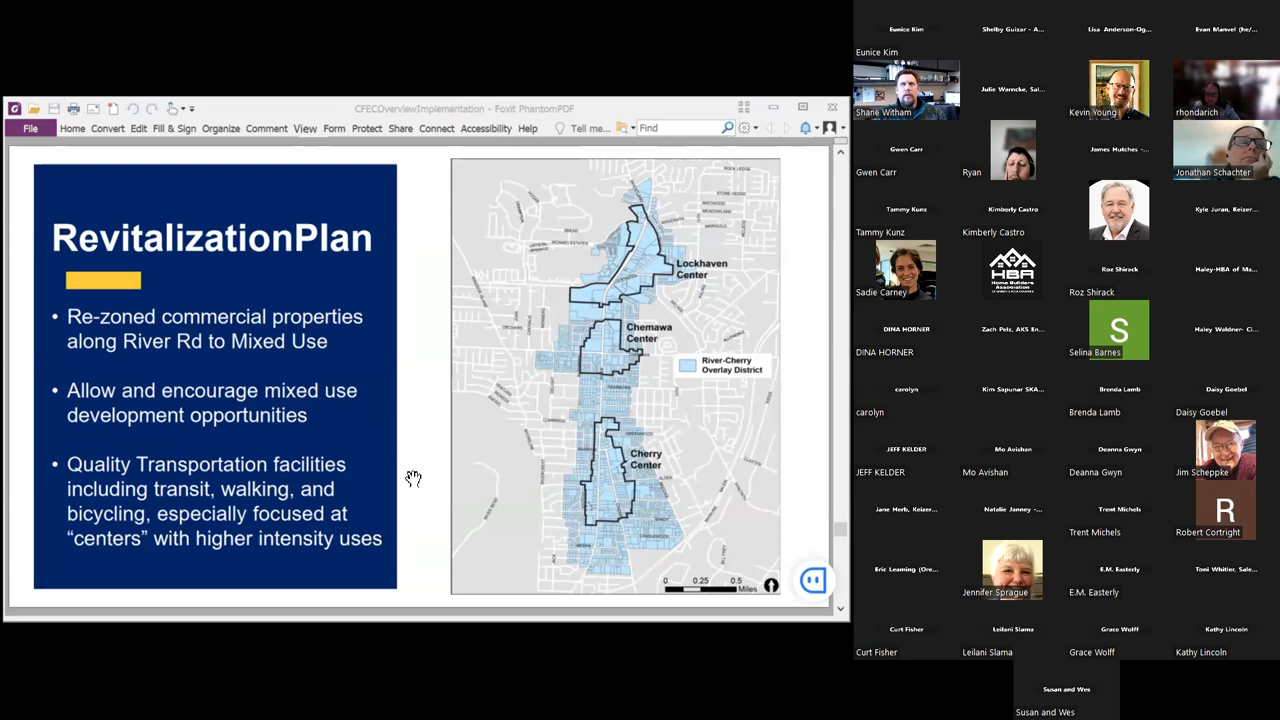 CFECOverviewImplementation - Foxit PhantomPDF
File Home Convert Edit Fill & Sign Organize Comment View Form Protect Share Connect Accessibility Help Tell me... Find
RevitalizationPlan
• Re-zoned commercial properties
along River Rd to Mixed Use
• Allow and encourage mixed use
development opportunities
• Quality Transportation facilities
including transit, walking, and
bicycling, especially focused at
“centers” with higher intensity uses
Lockhaven
Center
Chemawa
Center
River-Cherry
Overlay District
Cherry
Center
0 0.25 0.5
Miles
Eunice Kim
Shelby Guizar - A...
Lisa Anderson-Og...
Evan Manvel (he/...
Eunice Kim
Shane Witham
Julie Warncke, Sal...
Kevin Young
rhondarich
Gwen Carr
James Hutches -...
Gwen Carr
Ryan
Jonathan Schachter
Tammy Kunz
Kimberly Castro
Kyle Juran, Keizer...
Tammy Kunz
Kimberly Castro
Sadie Carney
HBA
Home Builders
Association
Roz Shirack
Haley-HBA of Ma...
Roz Shirack
DINA HORNER
Zach Pelz, AKS En...
S
Haley Waldner- Ci...
DINA HORNER
Selina Barnes
carolyn
Kim Sapunar SKA...
Brenda Lamb
Daisy Goebel
carolyn
Brenda Lamb
Daisy Goebel
JEFF KELDER
Mo Avishan
Deanna Gwyn
JEFF KELDER
Mo Avishan
Deanna Gwyn
Jim Scheppke
Jane Herb, Keizer...
Natalie Janney -...
Trent Michels
R
Trent Michels
Robert Cortright
Eric Leaming (Ore...
E.M. Easterly
Toni Whitler, Sale...
Jennifer Sprague
E.M. Easterly
Curt Fisher
Leilani Slama
Grace Wolff
Kathy Lincoln
Curt Fisher
Leilani Slama
Grace Wolff
Kathy Lincoln
Susan and Wes
Susan and Wes